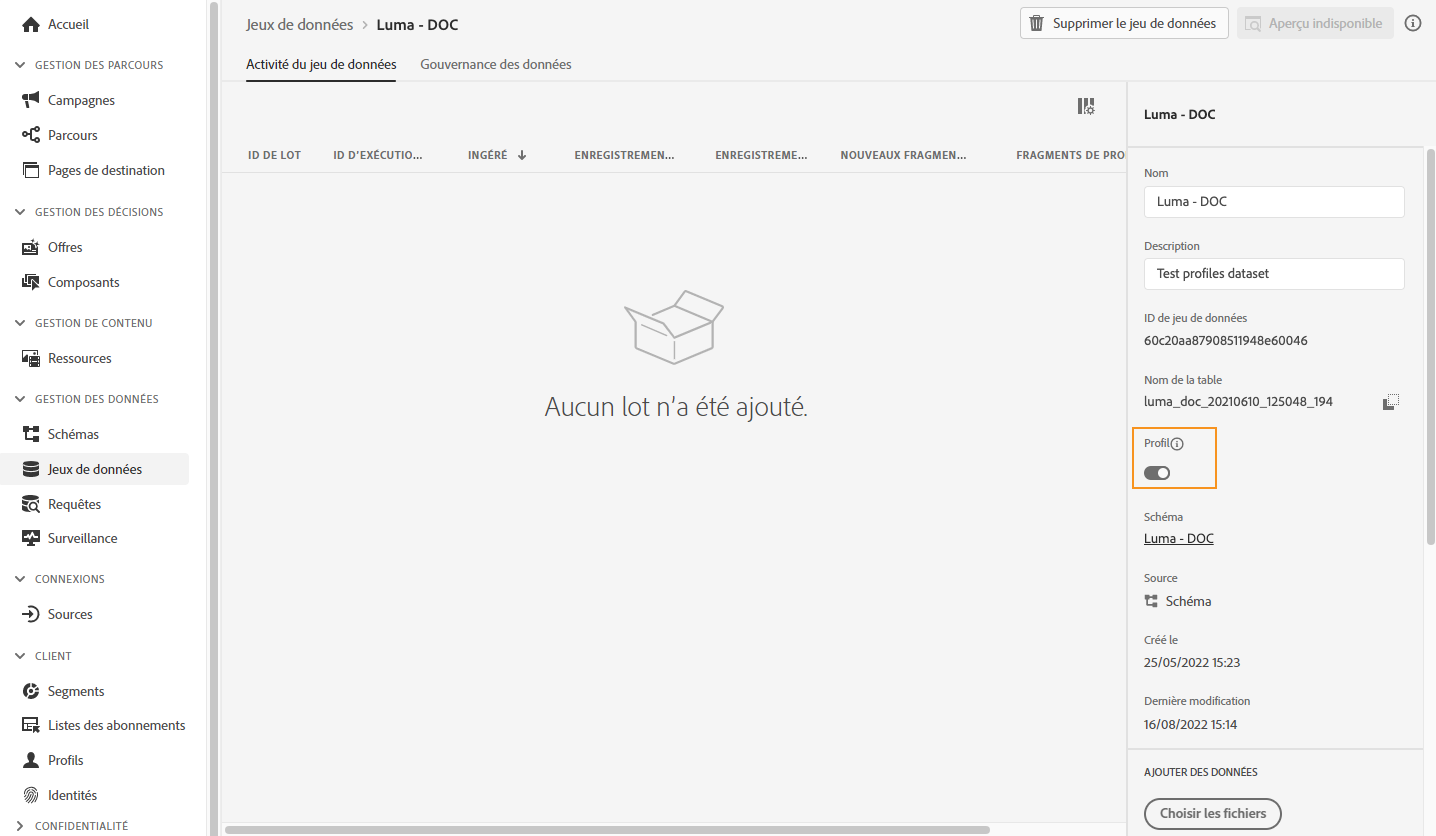 Accueil
GESTION DES PARCOURS
Campagnes
Parcours
Pages de destination
GESTION DES DÉCISIONS
Offres
Composants
GESTION DE CONTENU
Ressources
GESTION DES DONNÉES
Schémas
Jeux de données
Requêtes
Surveillance
CONNEXIONS
Sources
CLIENT
Segments
Listes des abonnements
Profils
Identités
CONFIDENTIALITÉ
Jeux de données > Luma - DOC
Supprimer le jeu de données
Aperçu indisponible
Activité du jeu de données Gouvernance des données
ID DE LOT ID D'EXÉCUTIO... INGÉRÉ ENREGISTREMEN... ENREGISTREME... NOUVEAUX FRAGMEN... FRAGMENTS DE PRO
Aucun lot n'a été ajouté.
Luma - DOC
Nom
Luma - DOC
Description
Test profiles dataset
ID de jeu de données
60c20aa87908511948e60046
Nom de la table
luma_doc_20210610_125048_194
Profil
Schéma
Luma - DOC
Source
Schéma
Créé le
25/05/2022 15:23
Dernière modification
16/08/2022 15:14
AJOUTER DES DONNÉES
Choisir les fichiers